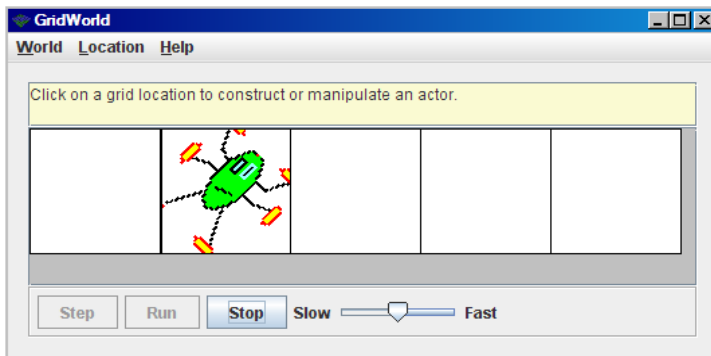 GridWorld
World Location Help
Click on a grid location to construct or manipulate an actor.
Step Run Stop Slow Fast